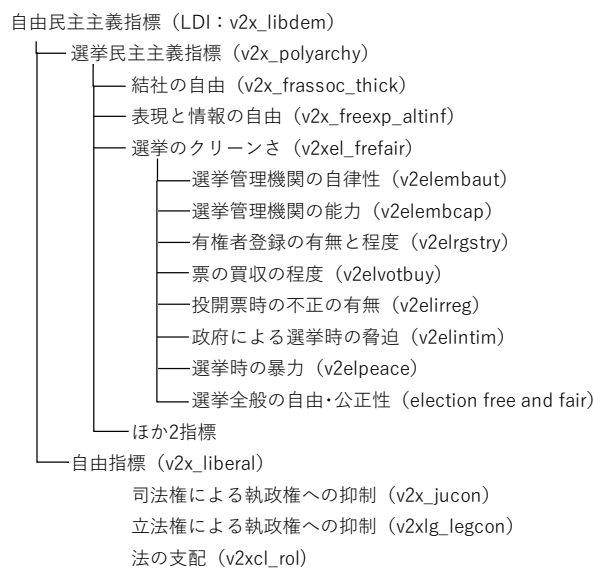 自由民主主義指標（LDI：v2x_libdem）
選挙民主主義指標（v2x_polyarchy）
結社の自由（v2x_frassoc_thick）
表現と情報の自由（v2x_freexp_altinf）
選挙のクリーンさ（v2xel_frefair）
選挙管理機関の自律性（v2elembaut）
選挙管理機関の能力（v2elembcap）
有権者登録の有無と程度（v2elrgstry）
票の買収の程度（v2elvotbuy）
投開票時の不正の有無（v2elirreg）
政府による選挙時の脅迫（v2elintim）
選挙時の暴力（v2elpeace）
選挙全般の自由･公正性（election free and fair）
ほか2指標
自由指標（v2x_liberal）
司法権による執政権への抑制（v2x_jucon）
立法権による執政権への抑制（v2xlg_legcon）
法の支配（v2xcl_rol）